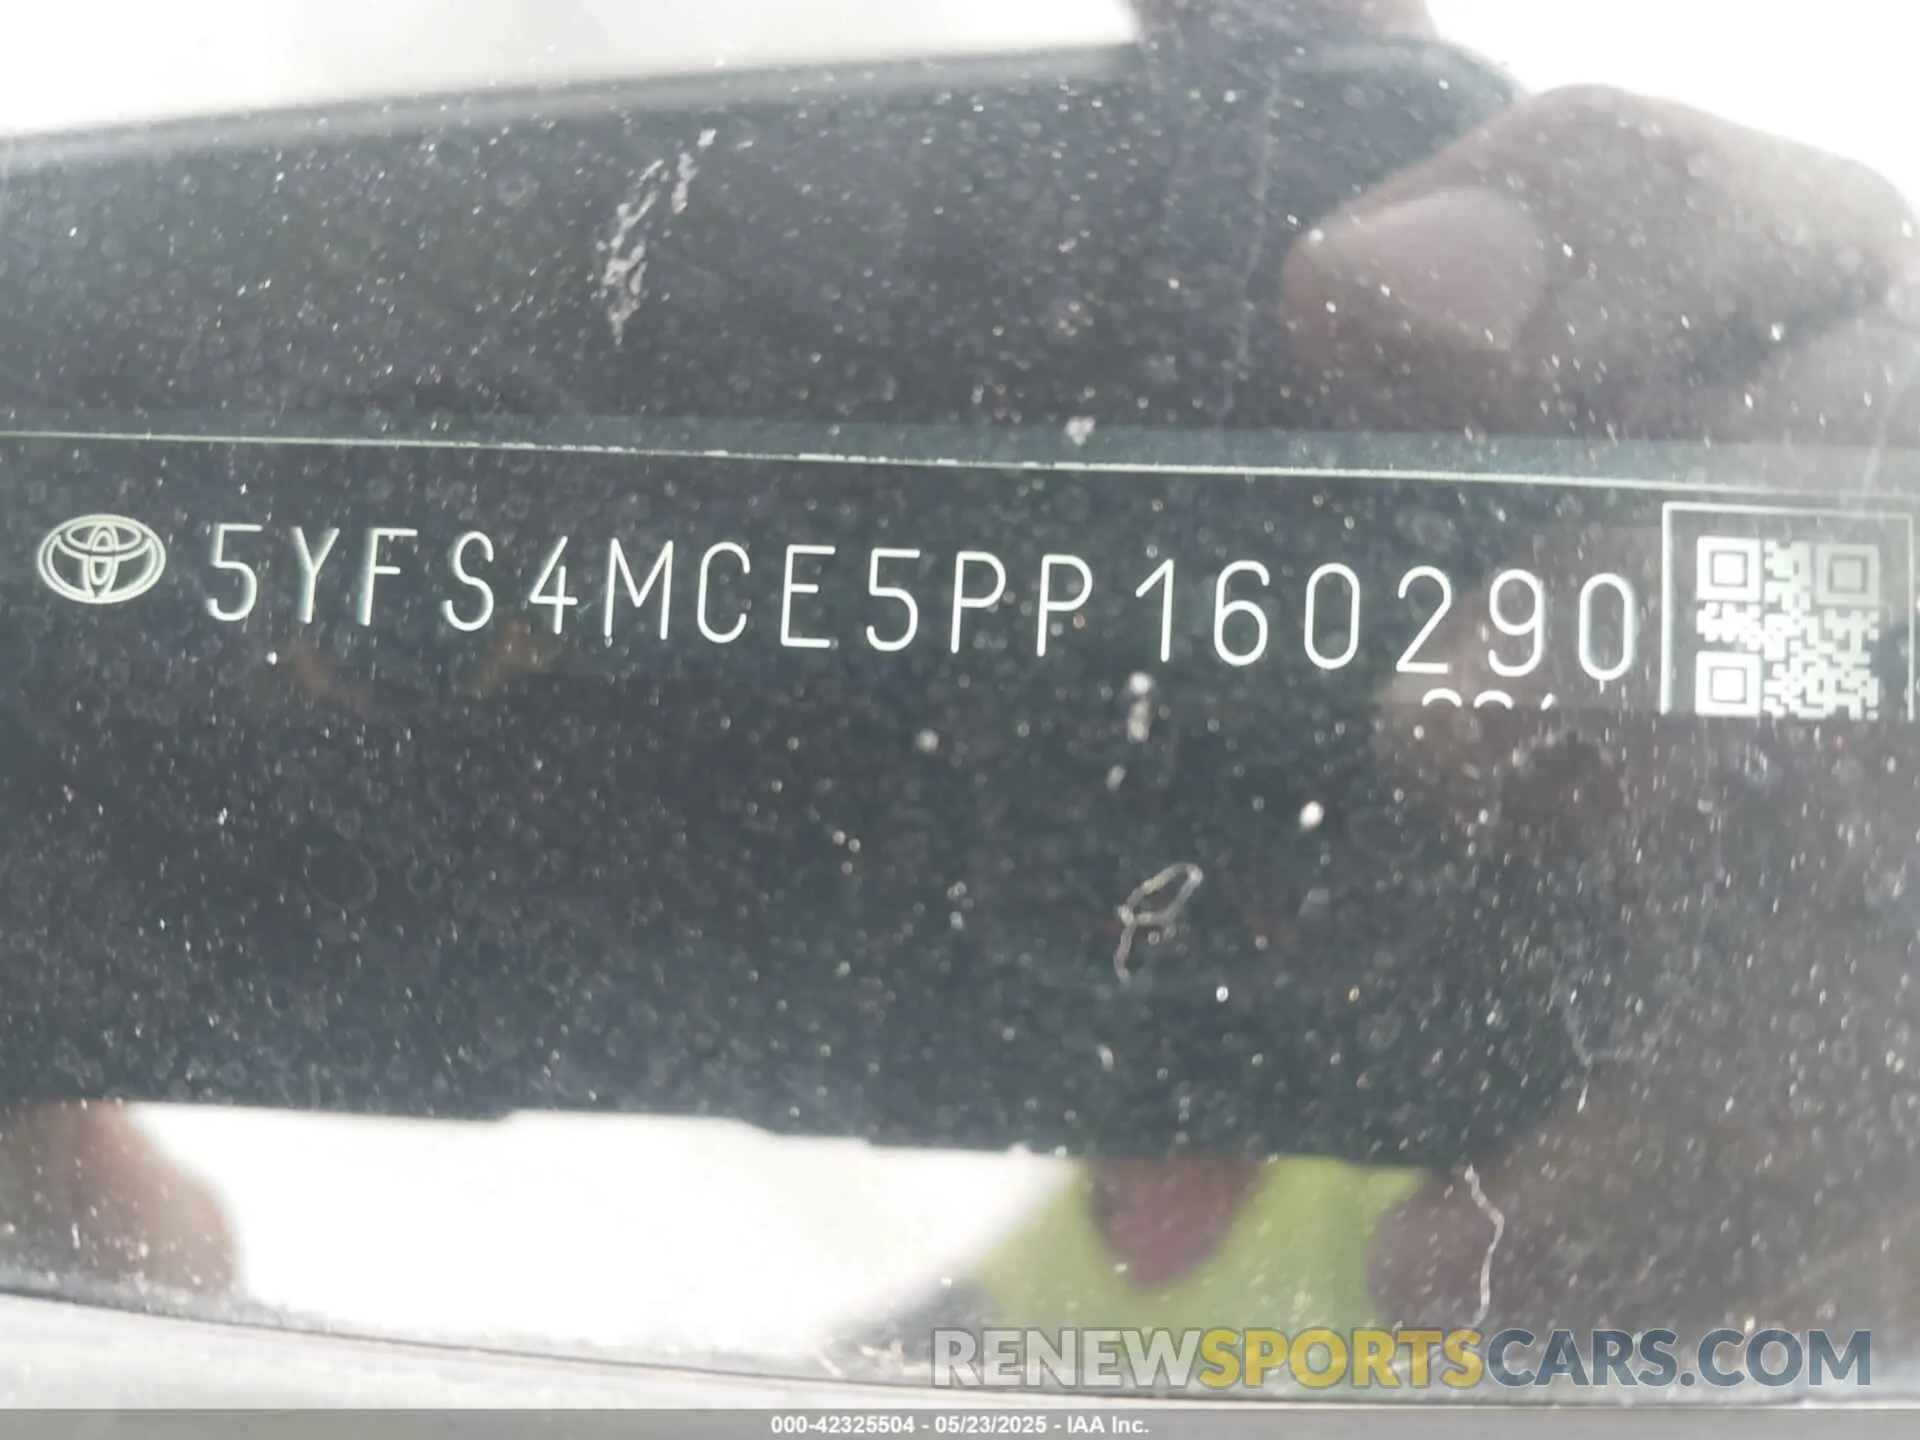 5YFS4MCE5PP160290
RENEWSPORTSCARS.COM
000-42325504 - 05/23/2025 - IAA Inc.